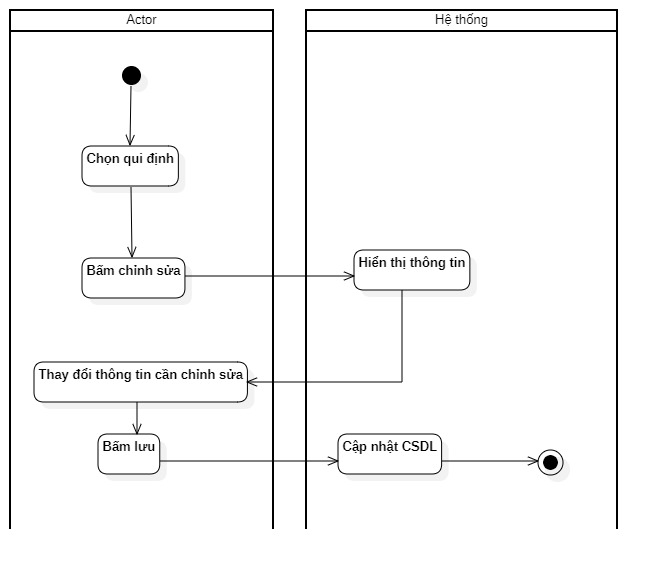 Actor
Hệ thống
Chọn qui định
Bấm chỉnh sửa
Hiển thị thông tin
Thay đổi thông tin cần chỉnh sửa
Bấm lưu
Cập nhật CSDL